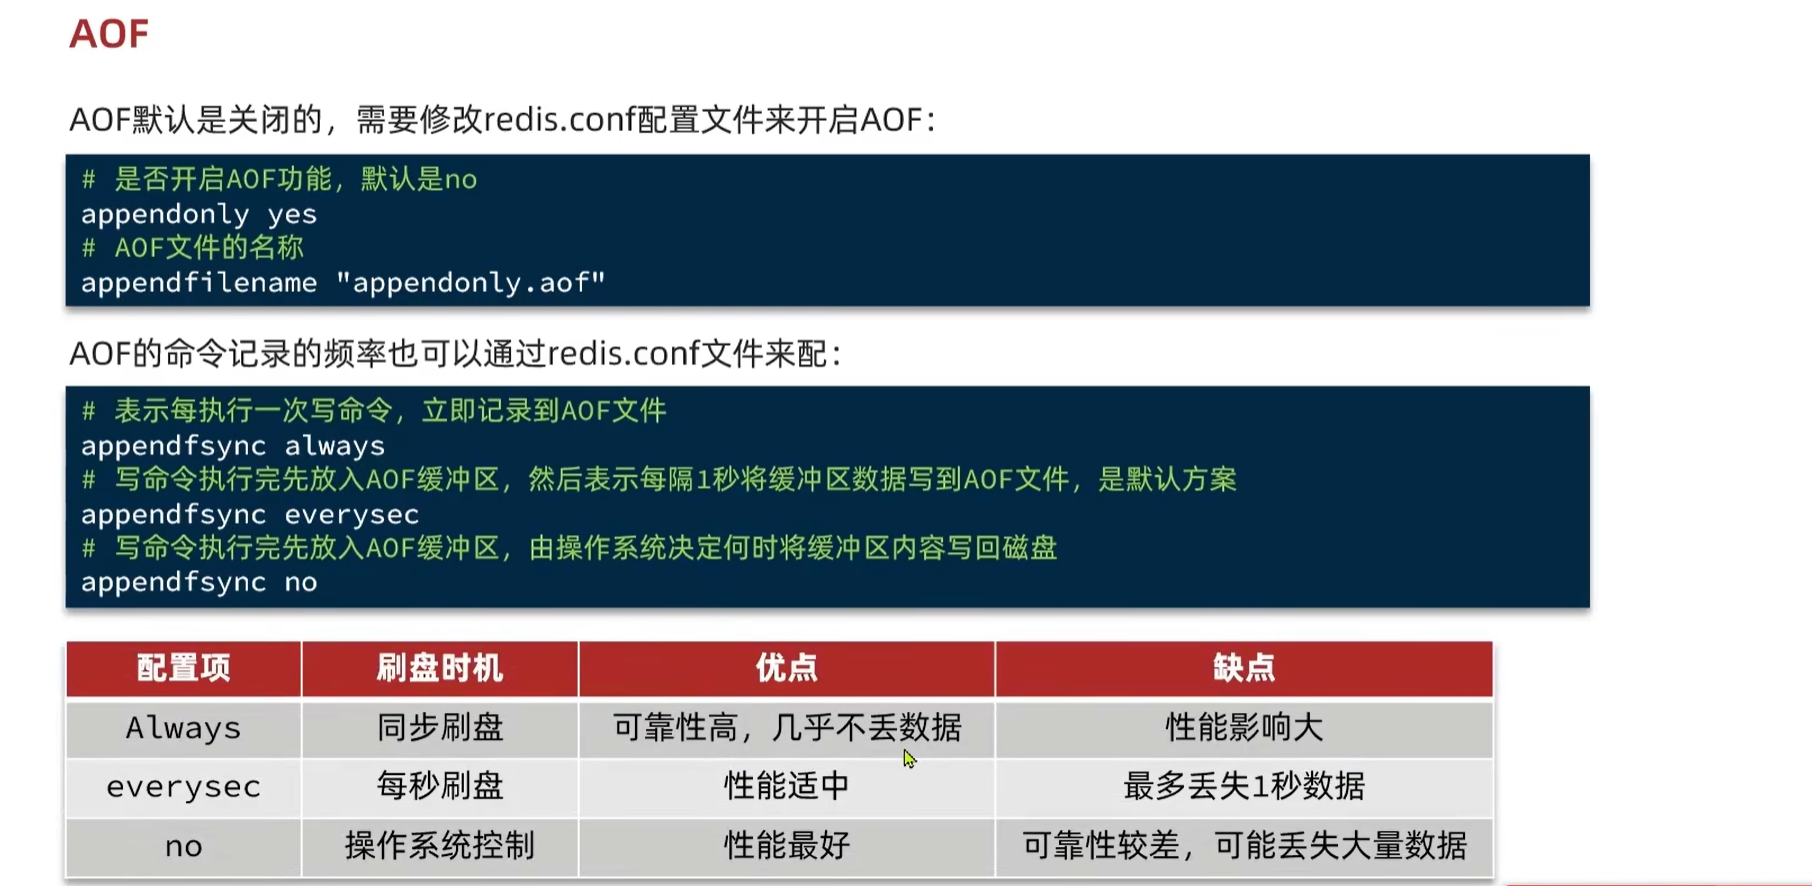 AOF
AOF默认是关闭的，需要修改redis.conf配置文件来开启AOF：
# 是否开启AOF功能，默认是no
appendonly yes
# AOF文件的名称
appendfilename "appendonly.aof"
AOF的命令记录的频率也可以通过redis.conf文件来配：
# 表示每执行一次写命令，立即记录到AOF文件
appendfsync always
# 写命令执行完先放入AOF缓冲区，然后表示每隔1秒将缓冲区数据写到AOF文件，是默认方案
appendfsync everysec
# 写命令执行完先放入AOF缓冲区，由操作系统决定何时将缓冲区内容写回磁盘
appendfsync no
配置项 刷盘时机 优点 缺点
Always 同步刷盘 可靠性高，几乎不丢数据 性能影响大
everysec 每秒刷盘 性能适中 最多丢失1秒数据
no 操作系统控制 性能最好 可靠性较差，可能丢失大量数据